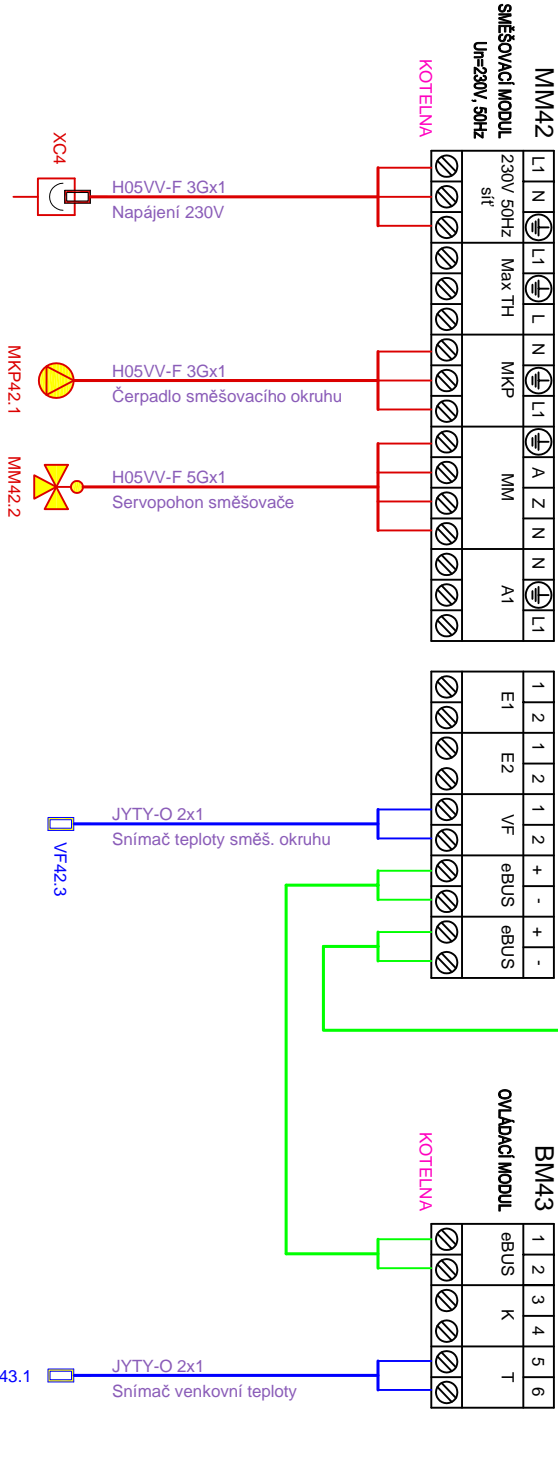 MM42
SMĚŠOVACÍ MODUL
Un=230V, 50Hz
KOTELNA
L1 N L1 L N L1 A Z N N L1
230V 50Hz
síť
Max TH
MKP
MM
A1
XC4
H05VV-F 3Gx1
Napájení 230V
MKP42.1
H05VV-F 3Gx1
Čerpadlo směšovacího okruhu
MM42.2
H05VV-F 5Gx1
Servopohon směšovače
1 2 1 2 1 2 + - + -
E1
E2
VF
eBUS
eBUS
JYTY-O 2x1
Snímač teploty směš. okruhu
VF42.3
BM43
OVLÁDACÍ MODUL
KOTELNA
1 2 3 4 5 6
eBUS
K
T
43.1
JYTY-O 2x1
Snímač venkovní teploty